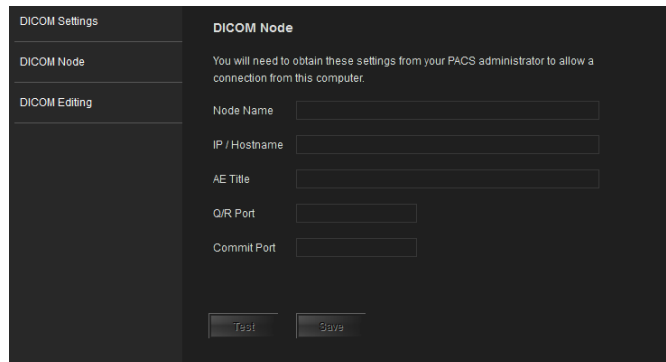 DICOM Settings
DICOM Node
DICOM Editing
DICOM Node
You will need to obtain these settings from your PACS administrator to allow a
connection from this computer.
Node Name
IP / Hostname
AE Title
Q/R Port
Commit Port
Test
Save